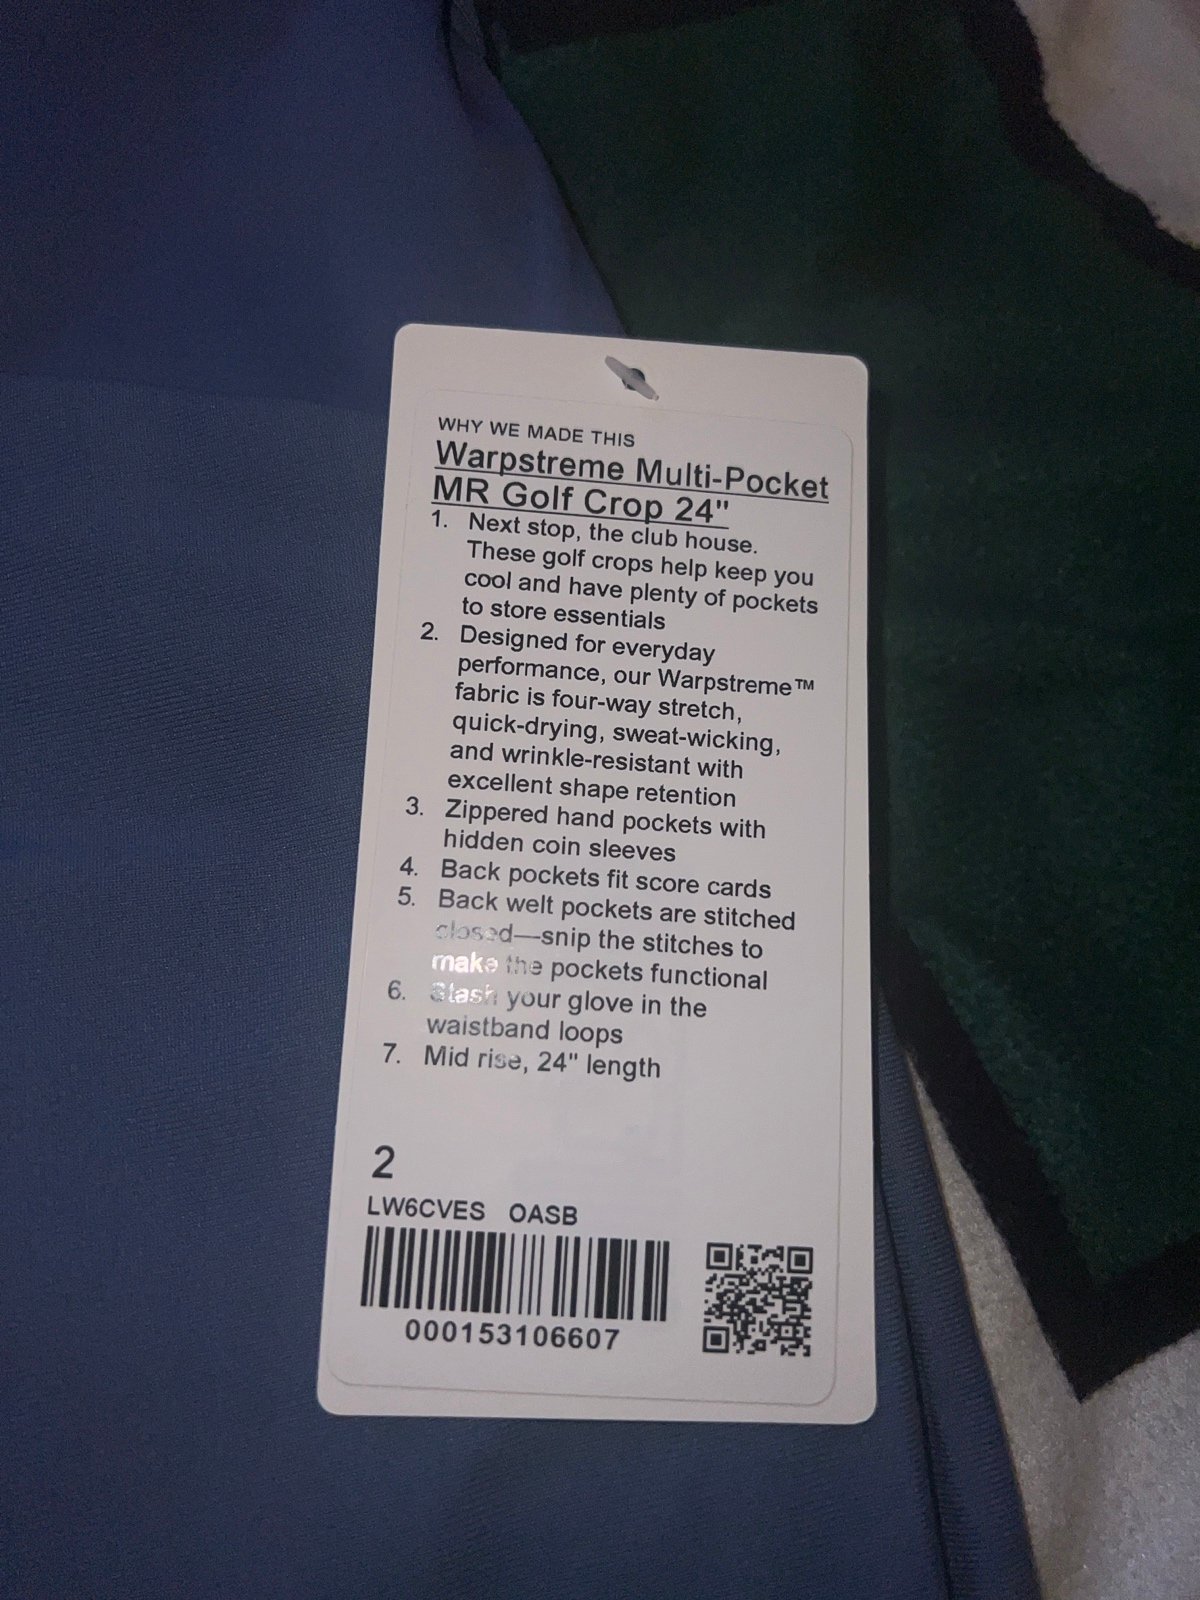 WHY WE MADE THIS
Warpstreme Multi-Pocket
MR Golf Crop 24"
1. Next stop, the club house.
These golf crops help keep you
cool and have plenty of pockets
to store essentials
2. Designed for everyday
performance, our Warpstreme™
fabric is four-way stretch,
quick-drying, sweat-wicking,
and wrinkle-resistant with
excellent shape retention
3. Zippered hand pockets with
hidden coin sleeves
4. Back pockets fit score cards
5. Back welt pockets are stitched
closed—snip the stitches to
make the pockets functional
6. Stash your glove in the
waistband loops
7. Mid rise, 24" length
2
LW6CVES OASB
000153106607